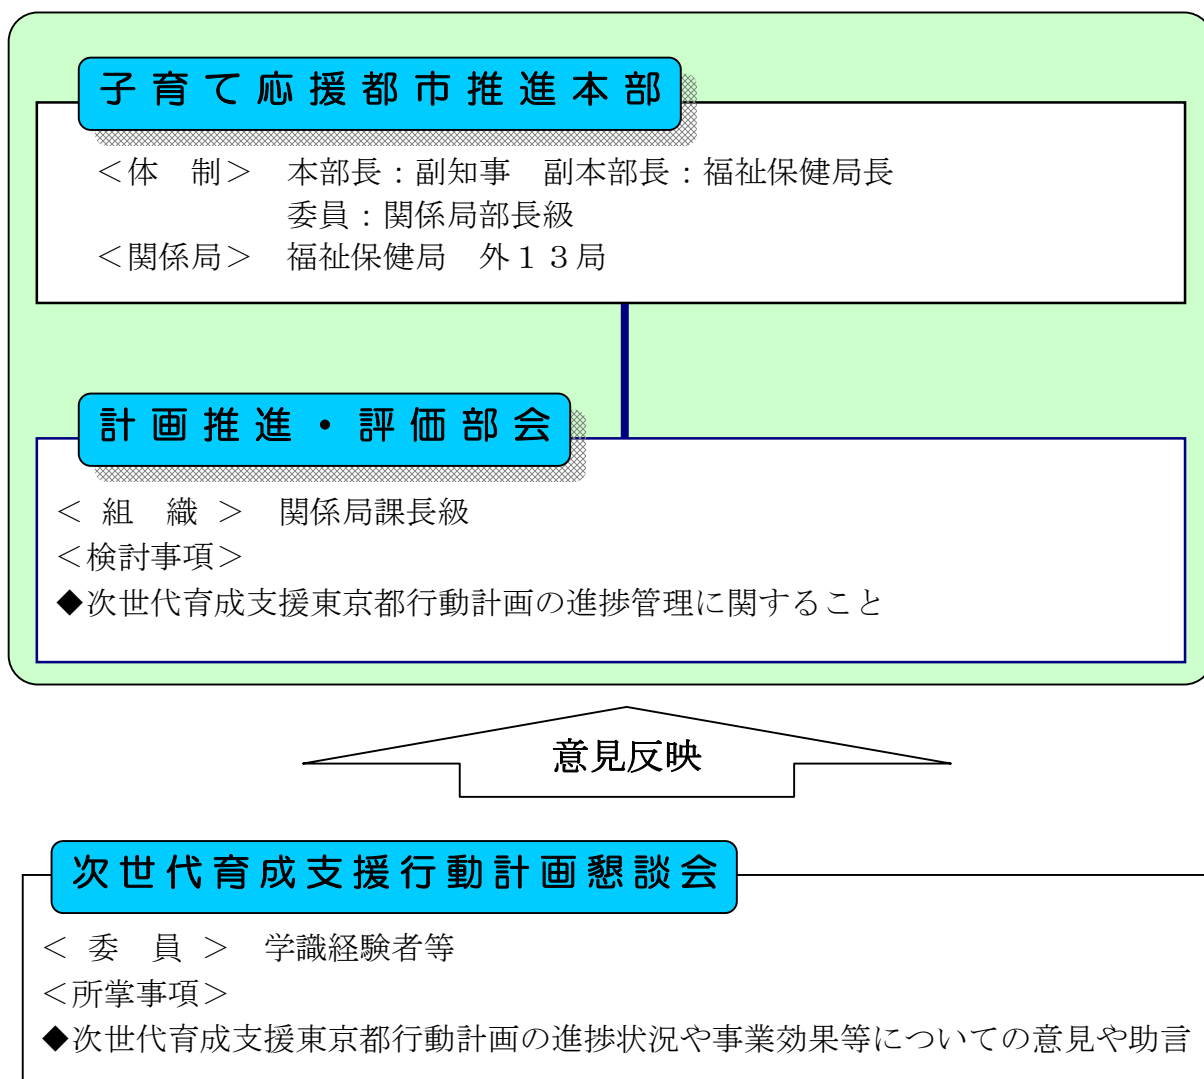 子育て応援都市推進本部
＜体　制＞　本部長：副知事　副本部長：福祉保健局長
委員：関係局部長級
＜関係局＞　福祉保健局　外１３局
計画推進・評価部会
＜ 組　織 ＞　関係局課長級
＜検討事項＞
◆次世代育成支援東京都行動計画の進捗管理に関すること
意見反映
次世代育成支援行動計画懇談会
＜ 委　員 ＞　学識経験者等
＜所掌事項＞
◆次世代育成支援東京都行動計画の進捗状況や事業効果等についての意見や助言